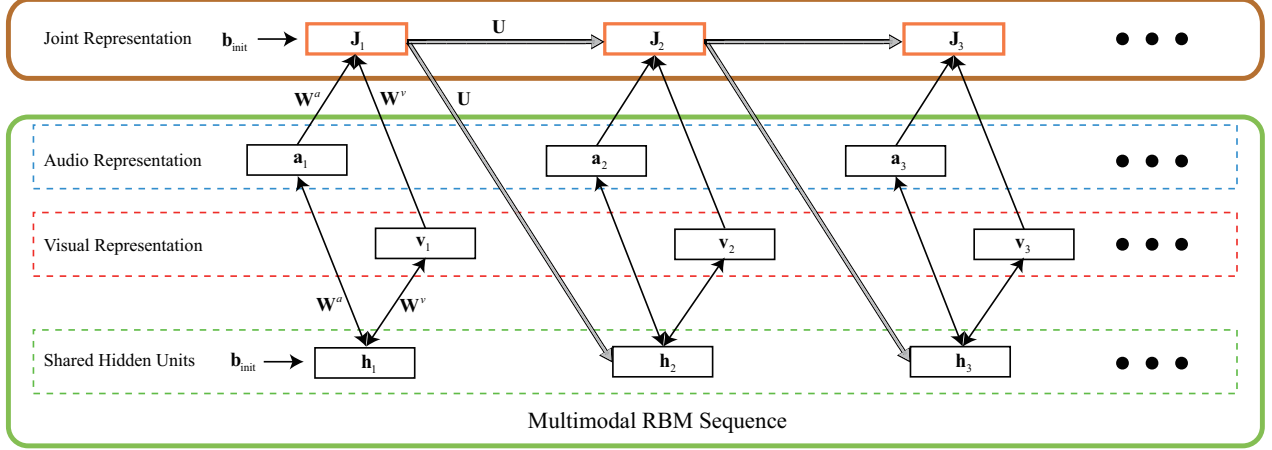 Joint Representation
b_init
J_1
U
J_2
J_3
W^a
W^v
U
Audio Representation
a_1
a_2
a_3
Visual Representation
v_1
v_2
v_3
W^a
W^v
Shared Hidden Units
b_init
h_1
h_2
h_3
Multimodal RBM Sequence